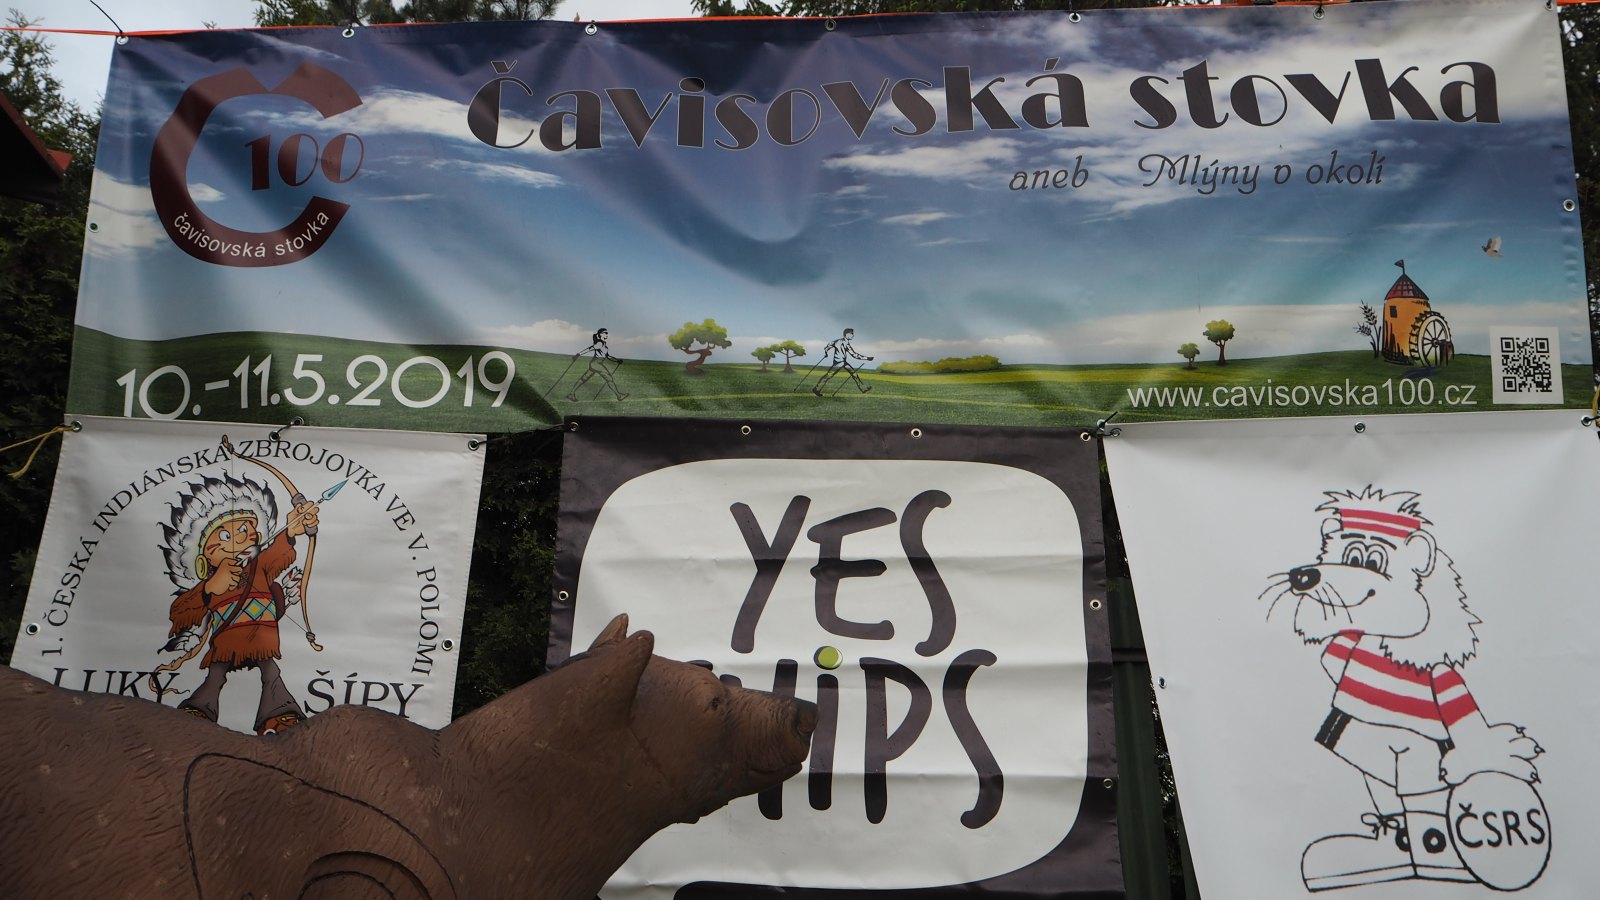 Čavisovská stovka
aneb Mlýny v okolí
100
čavisovská stovka
10.-11.5.2019
www.cavisovska100.cz
1. ČESKÁ INDIÁNSKÁ ZBROJOVKA VE V. POLOMI
LUKY ŠÍPY
YES
HiPS
ČSRS